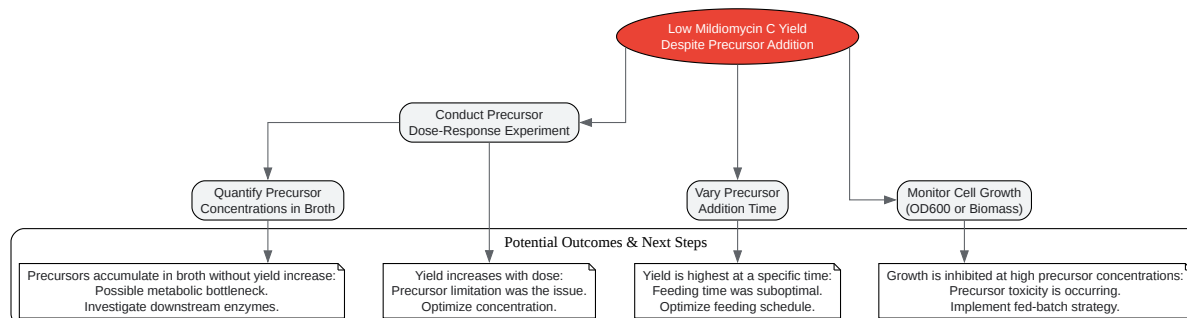 Low Mildiomycin C Yield
Despite Precursor Addition
Conduct Precursor
Dose-Response Experiment
Quantify Precursor
Concentrations in Broth
Vary Precursor
Addition Time
Monitor Cell Growth
(OD600 or Biomass)
Potential Outcomes & Next Steps
Precursors accumulate in broth without yield increase:
Possible metabolic bottleneck.
Investigate downstream enzymes.
Yield increases with dose:
Precursor limitation was the issue.
Optimize concentration.
Yield is highest at a specific time:
Feeding time was suboptimal.
Optimize feeding schedule.
Growth is inhibited at high precursor concentrations:
Precursor toxicity is occurring.
Implement fed-batch strategy.